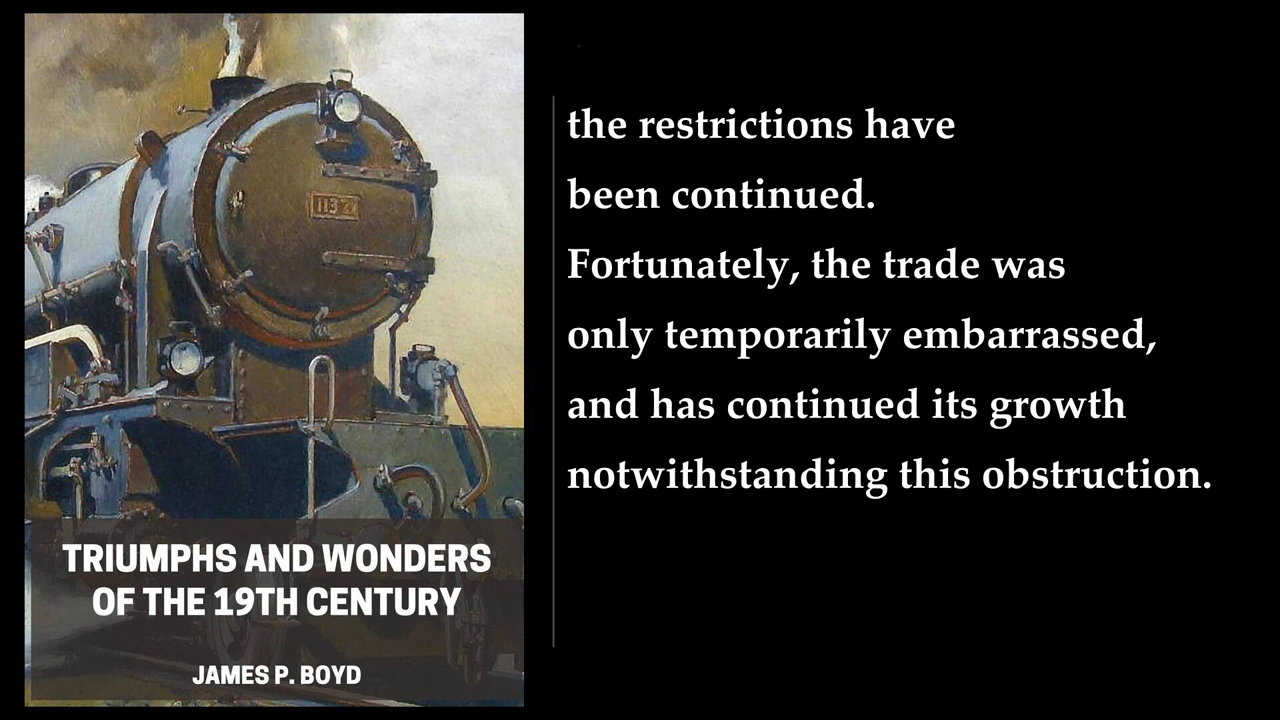 the restrictions have
been continued.
Fortunately, the trade was
only temporarily embarrassed,
and has continued its growth
notwithstanding this obstruction.
TRIUMPHS AND WONDERS
OF THE 19TH CENTURY
JAMES P. BOYD